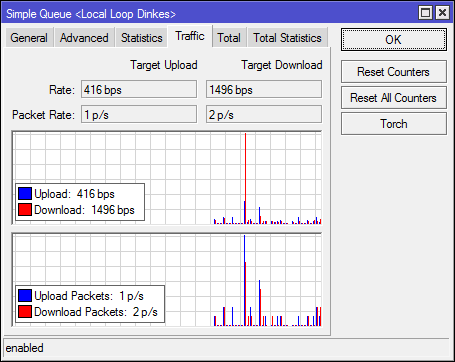 Simple Queue <Local Loop Dinkes>
General Advanced Statistics Traffic Total Total Statistics
OK
Reset Counters
Reset All Counters
Torch
Target Upload Target Download
Rate: 416 bps 1496 bps
Packet Rate: 1 p/s 2 p/s
Upload: 416 bps
Download: 1496 bps
Upload Packets: 1 p/s
Download Packets: 2 p/s
enabled